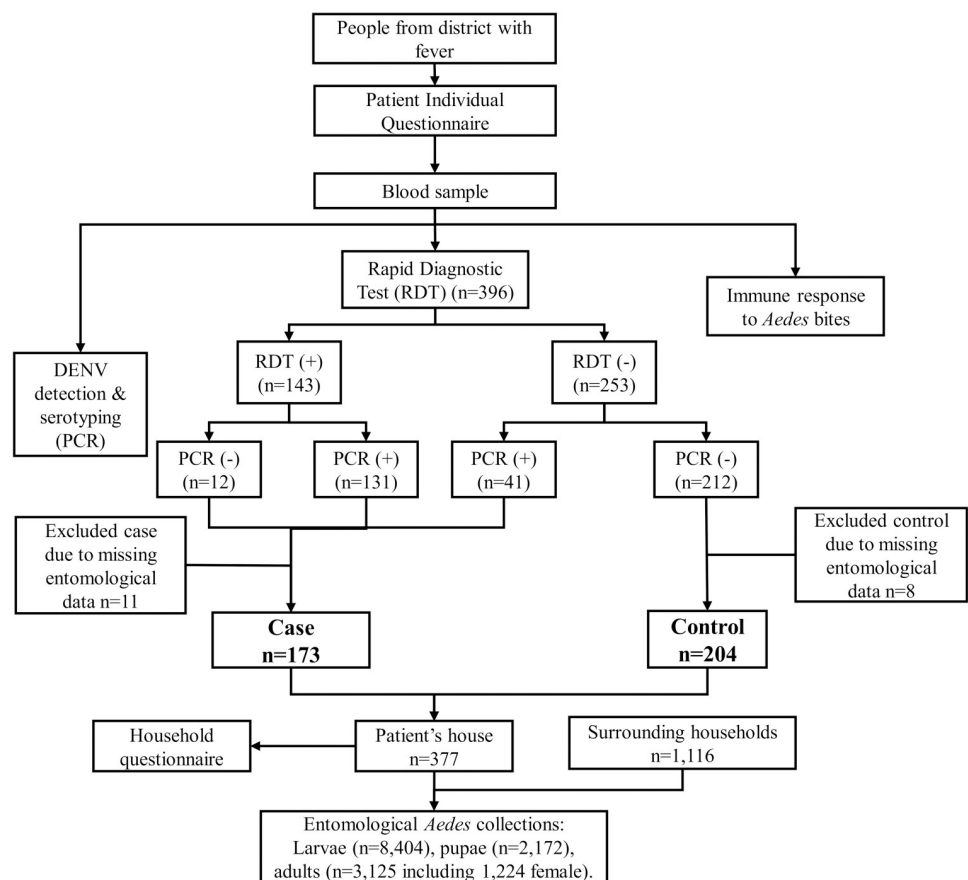 People from district with
fever
Patient Individual
Questionnaire
Blood sample
Rapid Diagnostic
Test (RDT) (n=396)
Immune response
to Aedes bites
DENV
detection &
serotyping
(PCR)
RDT (+)
(n=143)
RDT (-)
(n=253)
PCR (-)
(n=12)
PCR (+)
(n=131)
PCR (+)
(n=41)
PCR (-)
(n=212)
Excluded case
due to missing
entomological
data n=11
Excluded control
due to missing
entomological
data n=8
Case
n=173
Control
n=204
Household
questionnaire
Patient’s house
n=377
Surrounding households
n=1,116
Entomological Aedes collections:
Larvae (n=8,404), pupae (n=2,172),
adults (n=3,125 including 1,224 female).